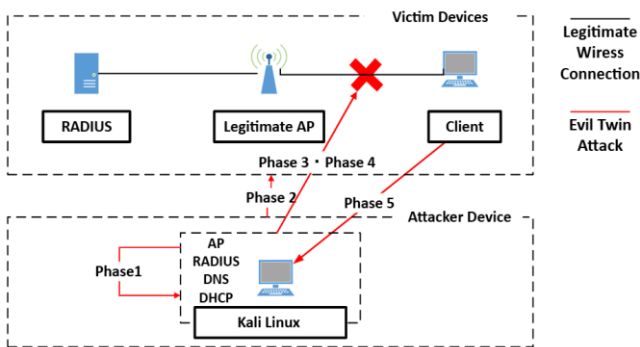 Victim Devices
Legitimate
Wiress
Connection
RADIUS
Legitimate AP
Client
Evil Twin
Attack
Phase 3・Phase 4
Phase 2
Phase 5
Attacker Device
AP
RADIUS
DNS
DHCP
Phase1
Kali Linux